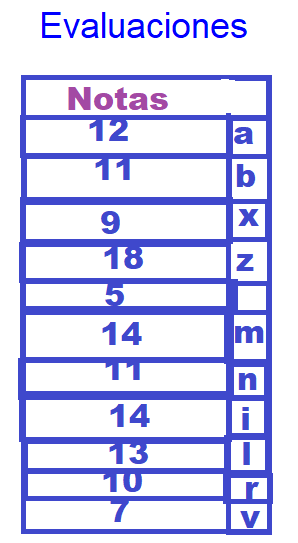 Evaluaciones
Notas
12 a
11 b
9 x
18 z
5
14 m
11 n
14 i
13 l
10 r
7 v